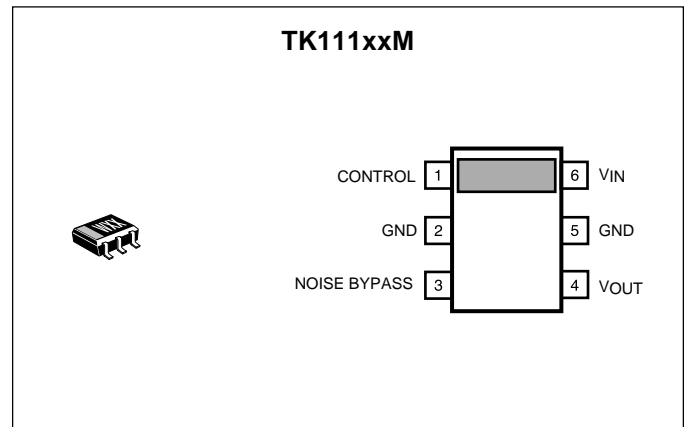 TK111xxM
CONTROL 1 6 VIN
GND 2 5 GND
NOISE BYPASS 3 4 VOUT